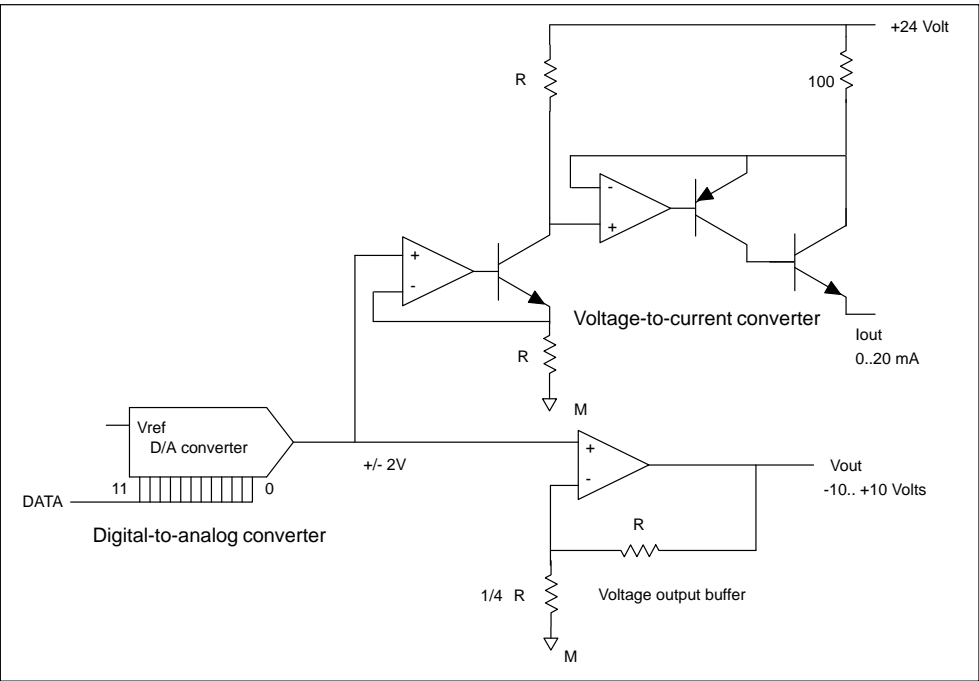 +24 Volt
R
100
-
+
+
-
Voltage-to-current converter
R
Iout
0..20 mA
M
Vref
D/A converter
+/- 2V
+
-
Vout
-10.. +10 Volts
11
0
DATA
Digital-to-analog converter
R
1/4 R
Voltage output buffer
M